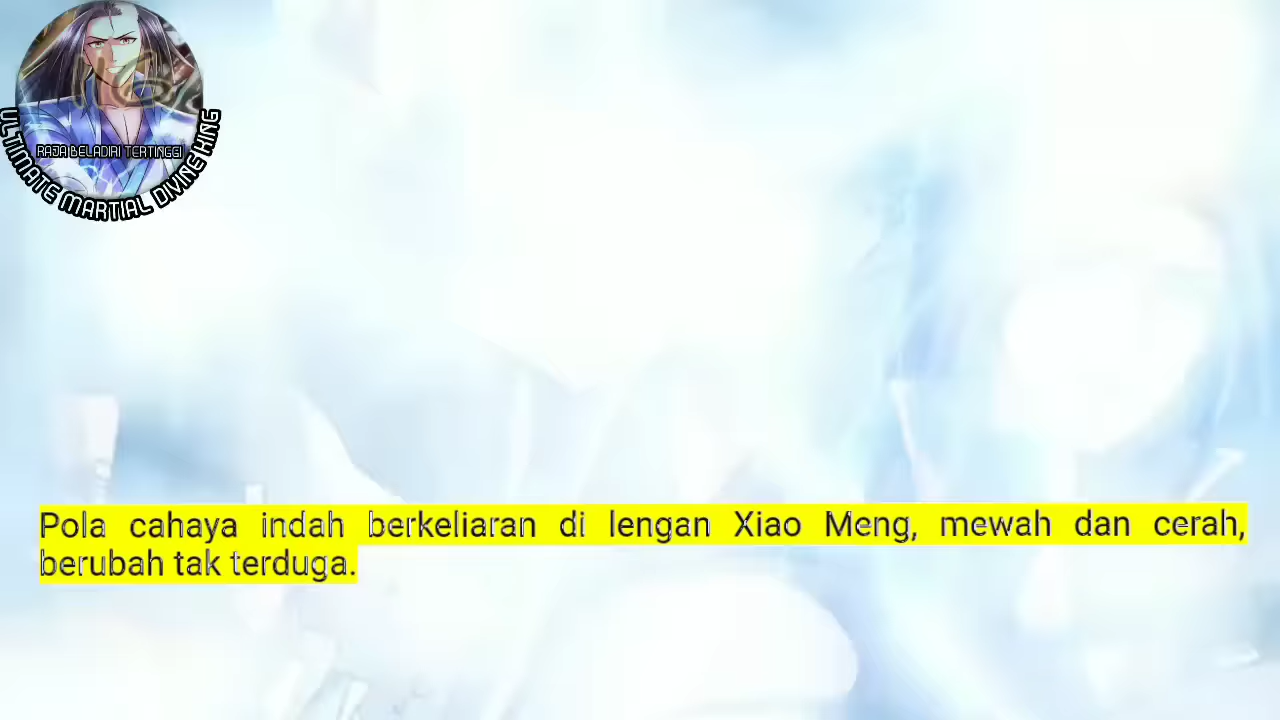 RAJA BELADIRI TERTINGGI
ULTIMATE MARTIAL DIVINE KING
Pola cahaya indah berkeliaran di lengan Xiao Meng, mewah dan cerah,
berubah tak terduga.